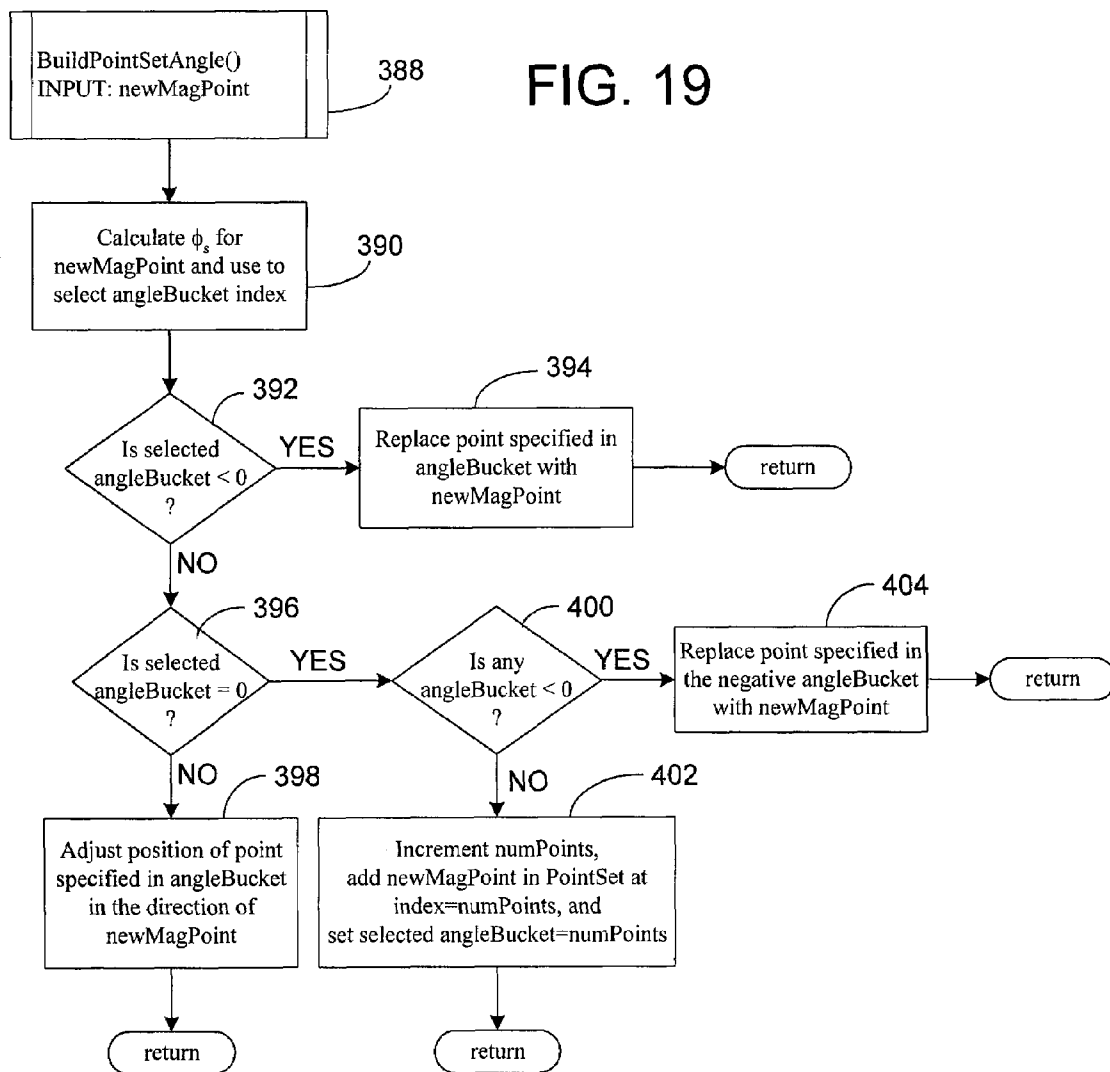 BuildPointSetAngle()
INPUT: newMagPoint
388
FIG. 19
Calculate ϕs for
newMagPoint and use to
select angleBucket index
390
392
Is selected
angleBucket < 0
?
YES
394
Replace point specified in
angleBucket with
newMagPoint
return
NO
396
Is selected
angleBucket = 0
?
YES
400
Is any
angleBucket < 0
?
YES
404
Replace point specified in
the negative angleBucket
with newMagPoint
return
NO
398
Adjust position of point
specified in angleBucket
in the direction of
newMagPoint
return
NO
402
Increment numPoints,
add newMagPoint in PointSet at
index=numPoints, and
set selected angleBucket=numPoints
return